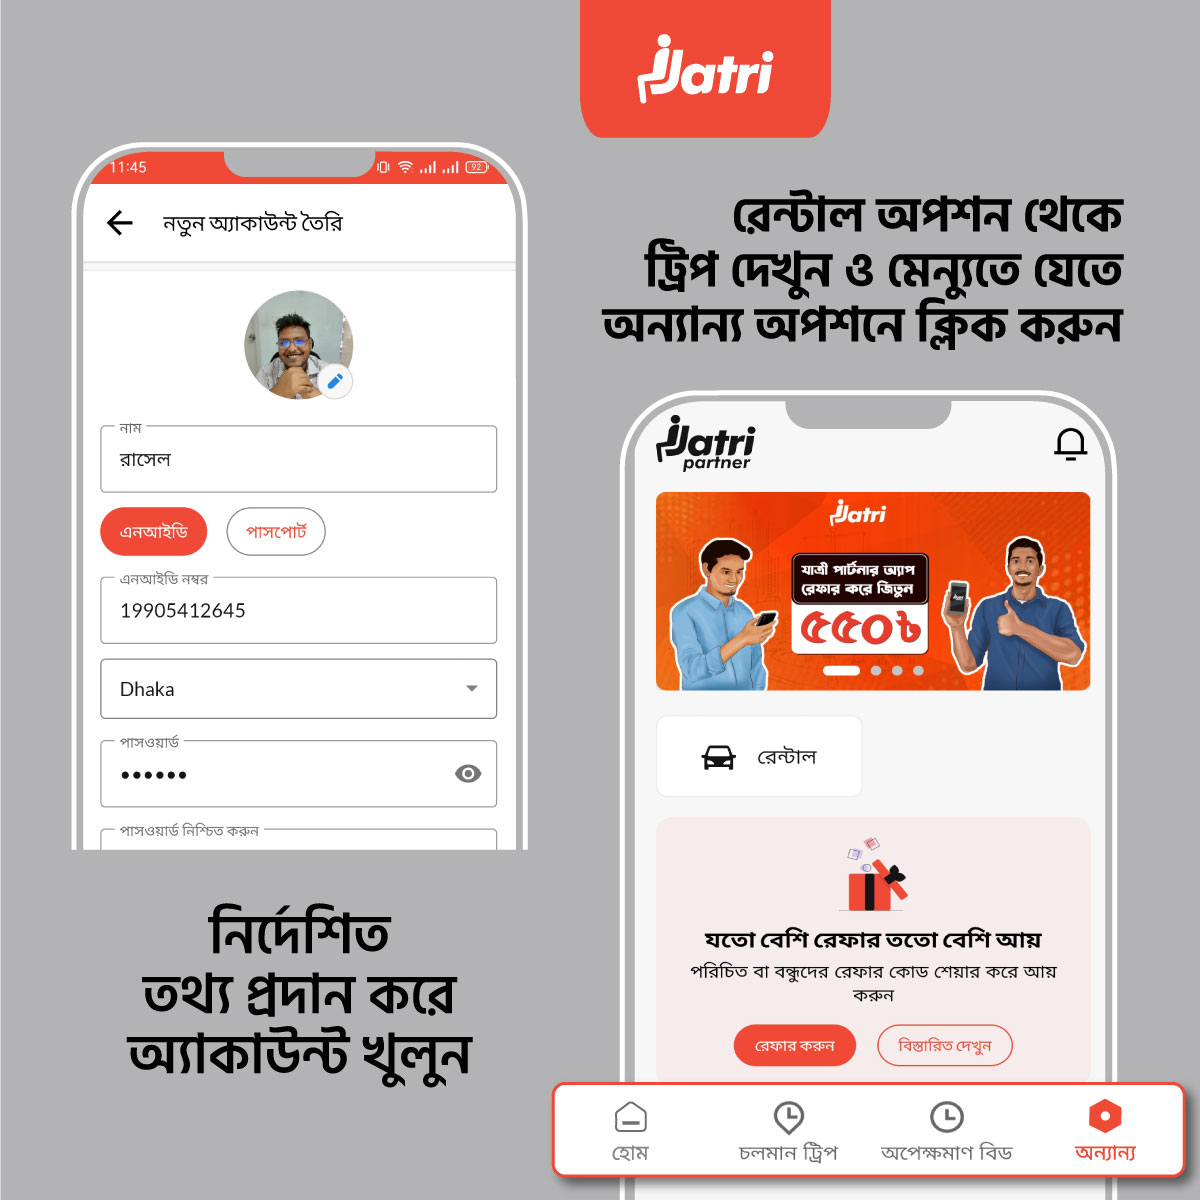 Jatri
11:45
92
নতুন অ্যাকাউন্ট তৈরি
নাম
রাসেল
এনআইডি
পাসপোর্ট
এনআইডি নম্বর
19905412645
Dhaka
পাসওয়ার্ড
••••••
পাসওয়ার্ড নিশ্চিত করুন
নির্দেশিত
তথ্য প্রদান করে
অ্যাকাউন্ট খুলুন
রেন্টাল অপশন থেকে
ট্রিপ দেখুন ও মেন্যুতে যেতে
অন্যান্য অপশনে ক্লিক করুন
Jatri
partner
Jatri
যাত্রী পার্টনার অ্যাপ
রেফার করে জিতুন
৫৫০৳
Jatri
রেন্টাল
যতো বেশি রেফার ততো বেশি আয়
পরিচিত বা বন্ধুদের রেফার কোড শেয়ার করে আয়
করুন
রেফার করুন
বিস্তারিত দেখুন
হোম
চলমান ট্রিপ
অপেক্ষমাণ বিড
অন্যান্য